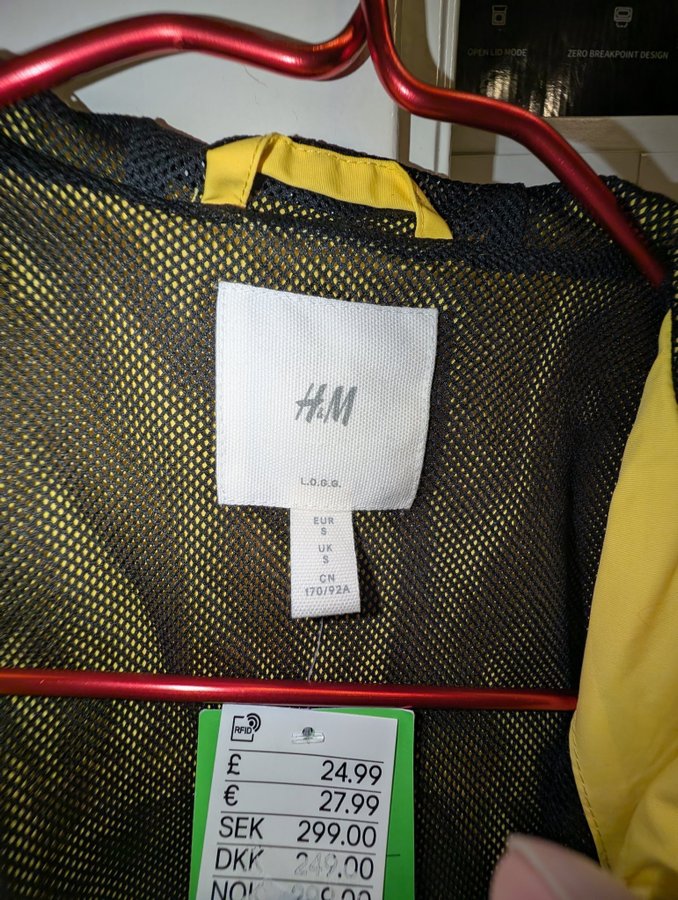 OPEN LID MODE
ZERO BREAKPOINT DESIGN
H&M
L.O.G.G.
EUR
S
UK
S
CN
170/92A
RFID
£ 24.99
€ 27.99
SEK 299.00
DKK 249.00
NOK